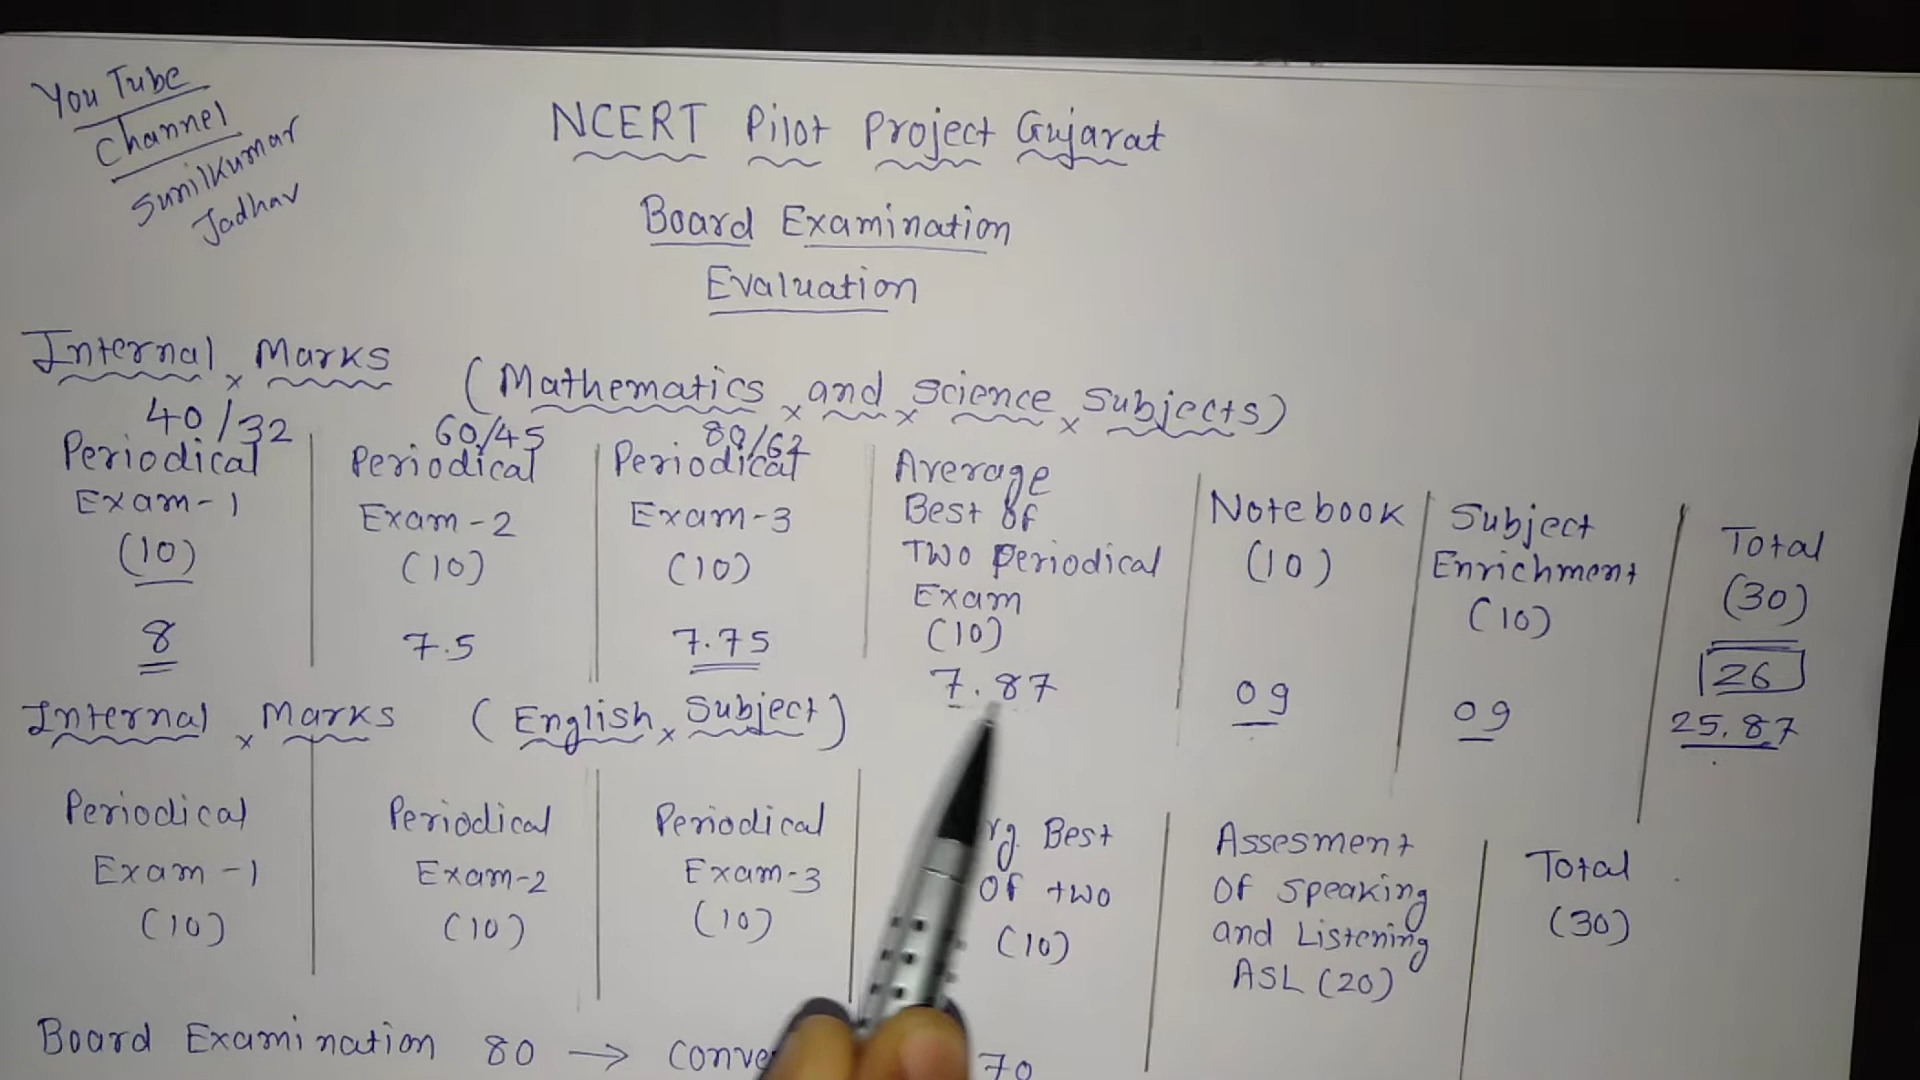 YouTube
Channel
Sunilkumar
Jadhav
NCERT Pilot Project Gujarat
Board Examination
Evaluation
Internal Marks (Mathematics and Science Subjects)
40/32
Periodical
Exam-1
(10)
8
60/45
Periodical
Exam-2
(10)
7.5
80/62
Periodical
Exam-3
(10)
7.75
Average
Best of
Two Periodical
Exam
(10)
7.87
Notebook
(10)
09
Subject
Enrichment
(10)
09
Total
(30)
26
25.87
Internal Marks (English Subject)
Periodical
Exam-1
(10)
Periodical
Exam-2
(10)
Periodical
Exam-3
(10)
Best
of two
(10)
Assesment
of speaking
and Listening
ASL (20)
Total
(30)
Board Examination 80 → 70